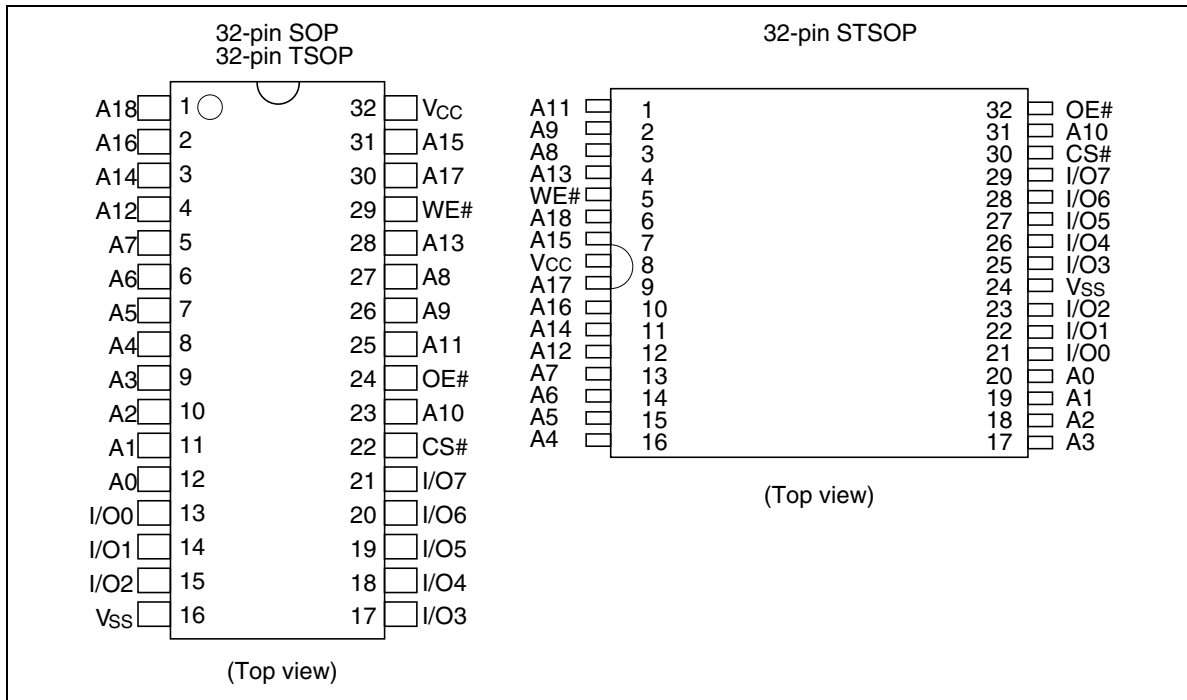 32-pin SOP
32-pin TSOP
A18 1 32 VCC
A16 2 31 A15
A14 3 30 A17
A12 4 29 WE#
A7 5 28 A13
A6 6 27 A8
A5 7 26 A9
A4 8 25 A11
A3 9 24 OE#
A2 10 23 A10
A1 11 22 CS#
A0 12 21 I/O7
I/O0 13 20 I/O6
I/O1 14 19 I/O5
I/O2 15 18 I/O4
VSS 16 17 I/O3
(Top view)
32-pin STSOP
A11 1 32 OE#
A9 2 31 A10
A8 3 30 CS#
A13 4 29 I/O7
WE# 5 28 I/O6
A18 6 27 I/O5
A15 7 26 I/O4
VCC 8 25 I/O3
A17 9 24 VSS
A16 10 23 I/O2
A14 11 22 I/O1
A12 12 21 I/O0
A7 13 20 A0
A6 14 19 A1
A5 15 18 A2
A4 16 17 A3
(Top view)